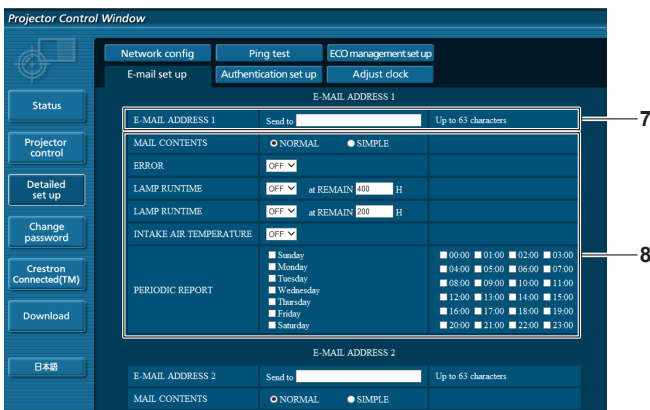 Projector Control Window
Network config Ping test ECO management set up
E-mail set up Authentication set up Adjust clock
Status
Projector control
Detailed set up
Change password
Crestron Connected(TM)
Download
日本語
E-MAIL ADDRESS 1
E-MAIL ADDRESS 1 Send to Up to 63 characters
7
MAIL CONTENTS NORMAL SIMPLE
ERROR OFF
LAMP RUNTIME OFF at REMAIN 400 H
LAMP RUNTIME OFF at REMAIN 200 H
INTAKE AIR TEMPERATURE OFF
8
PERIODIC REPORT
Sunday 00:00 01:00 02:00 03:00
Monday 04:00 05:00 06:00 07:00
Tuesday 08:00 09:00 10:00 11:00
Wednesday
Thursday 12:00 13:00 14:00 15:00
Friday 16:00 17:00 18:00 19:00
Saturday 20:00 21:00 22:00 23:00
E-MAIL ADDRESS 2
E-MAIL ADDRESS 2 Send to Up to 63 characters
MAIL CONTENTS NORMAL SIMPLE